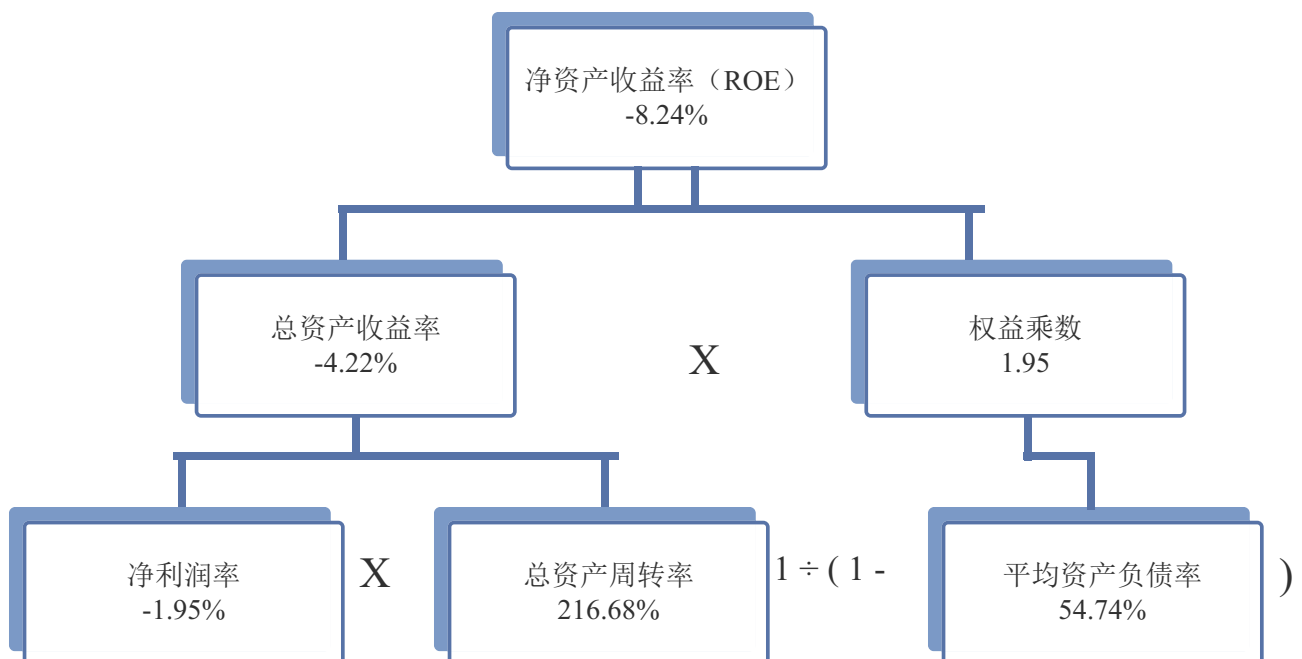 净资产收益率（ROE）
-8.24%
总资产收益率
-4.22%
X
权益乘数
1.95
净利润率
-1.95%
X
总资产周转率
216.68%
1 ÷ ( 1 -
平均资产负债率
54.74%
)